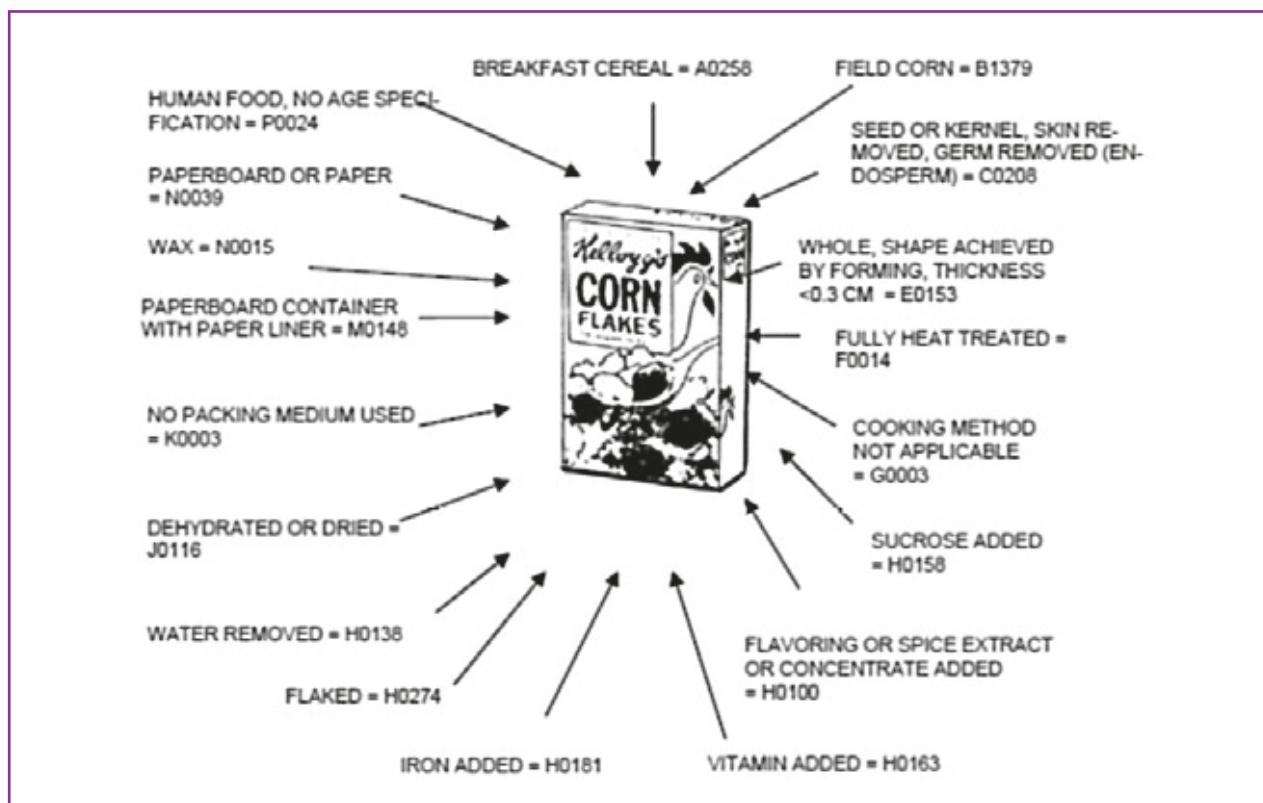 BREAKFAST CEREAL = A0258
FIELD CORN = B1379
HUMAN FOOD, NO AGE SPECI-
FICATION = P0024
SEED OR KERNEL, SKIN RE-
MOVED, GERM REMOVED (EN-
DOSPERM) = C0208
PAPERBOARD OR PAPER
= N0039
WAX = N0015
WHOLE, SHAPE ACHIEVED
BY FORMING, THICKNESS
<0.3 CM = E0153
Kellogg's
CORN
FLAKES
PAPERBOARD CONTAINER
WITH PAPER LINER = M0148
FULLY HEAT TREATED =
F0014
NO PACKING MEDIUM USED
= K0003
COOKING METHOD
NOT APPLICABLE
= G0003
DEHYDRATED OR DRIED =
J0116
SUCROSE ADDED
= H0158
WATER REMOVED = H0138
FLAVORING OR SPICE EXTRACT
OR CONCENTRATE ADDED
= H0100
FLAKED = H0274
IRON ADDED = H0181
VITAMIN ADDED = H0163